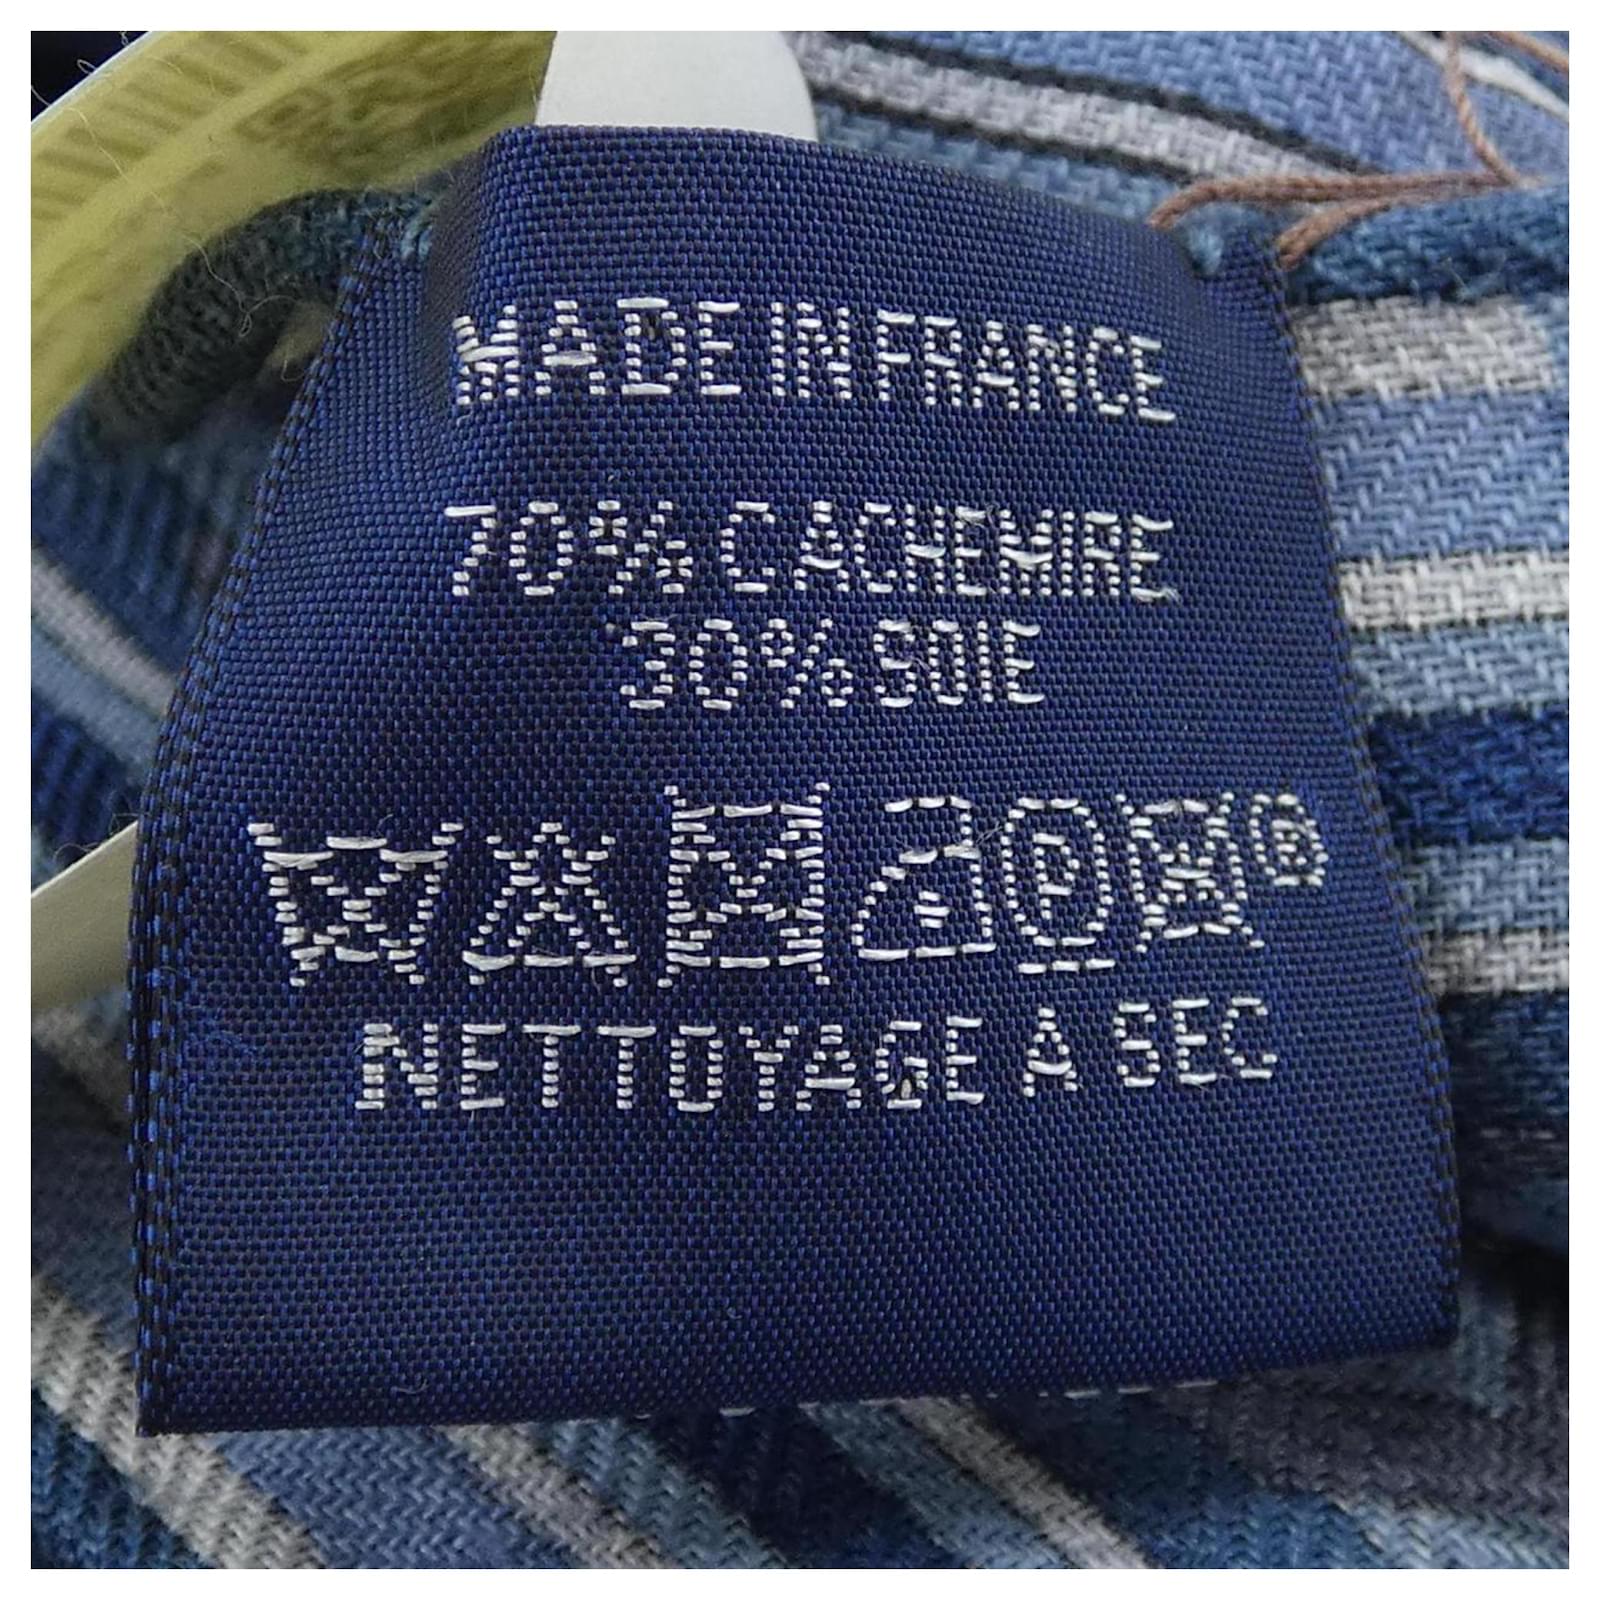 MADE IN FRANCE
70% CACHEMIRE
30% SOIE
P ®
NETTOYAGE A SEC